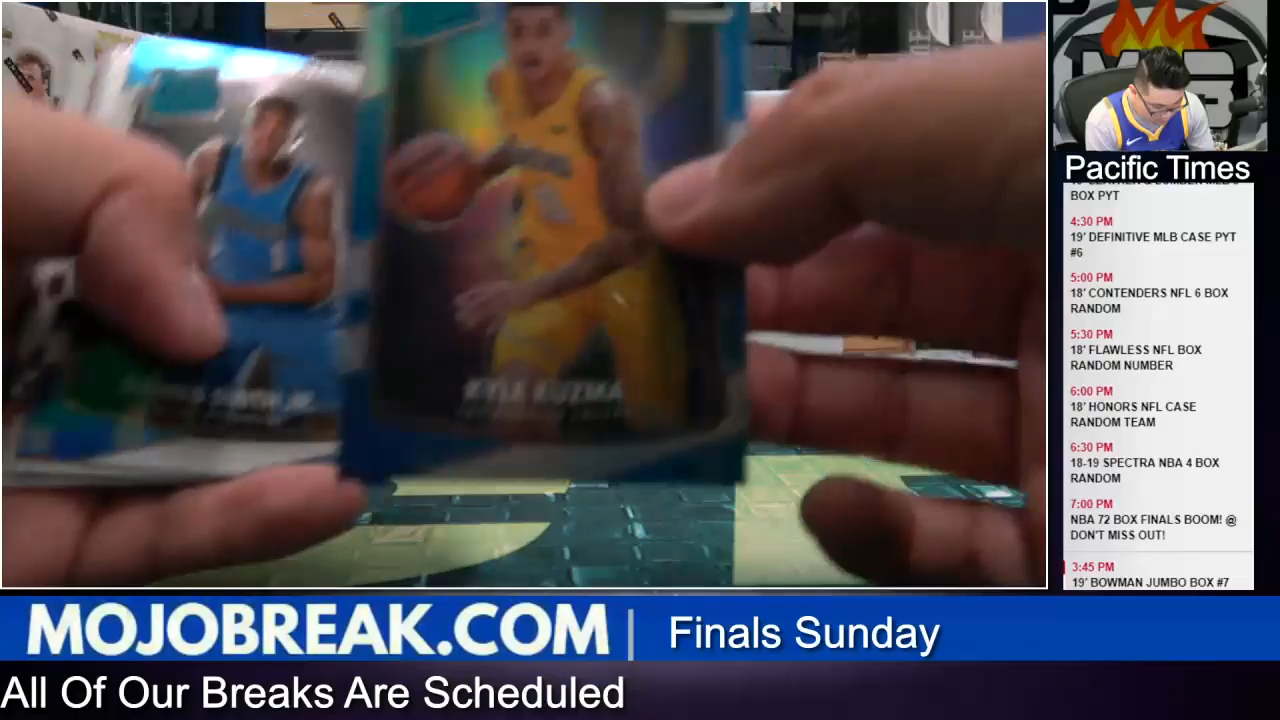 KYLE KUZMA
Pacific Times
BOX PYT
4:30 PM
19' DEFINITIVE MLB CASE PYT
#6
5:00 PM
18' CONTENDERS NFL 6 BOX
RANDOM
5:30 PM
18' FLAWLESS NFL BOX
RANDOM NUMBER
6:00 PM
18' HONORS NFL CASE
RANDOM TEAM
6:30 PM
18-19 SPECTRA NBA 4 BOX
RANDOM
7:00 PM
NBA 72 BOX FINALS BOOM! @
DON'T MISS OUT!
3:45 PM
19' BOWMAN JUMBO BOX #7
MOJOBREAK.COM | Finals Sunday
All Of Our Breaks Are Scheduled